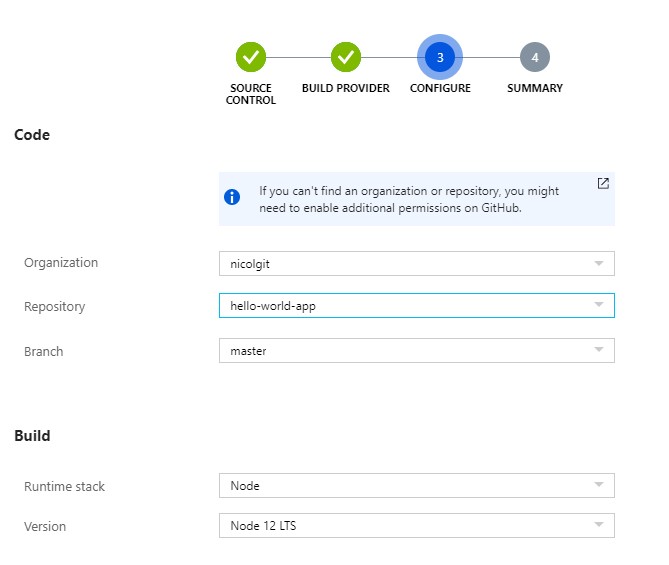 3
4
SOURCE
CONTROL
BUILD PROVIDER
CONFIGURE
SUMMARY
Code
If you can't find an organization or repository, you might
need to enable additional permissions on GitHub.
Organization
nicolgit
Repository
hello-world-app
Branch
master
Build
Runtime stack
Node
Version
Node 12 LTS